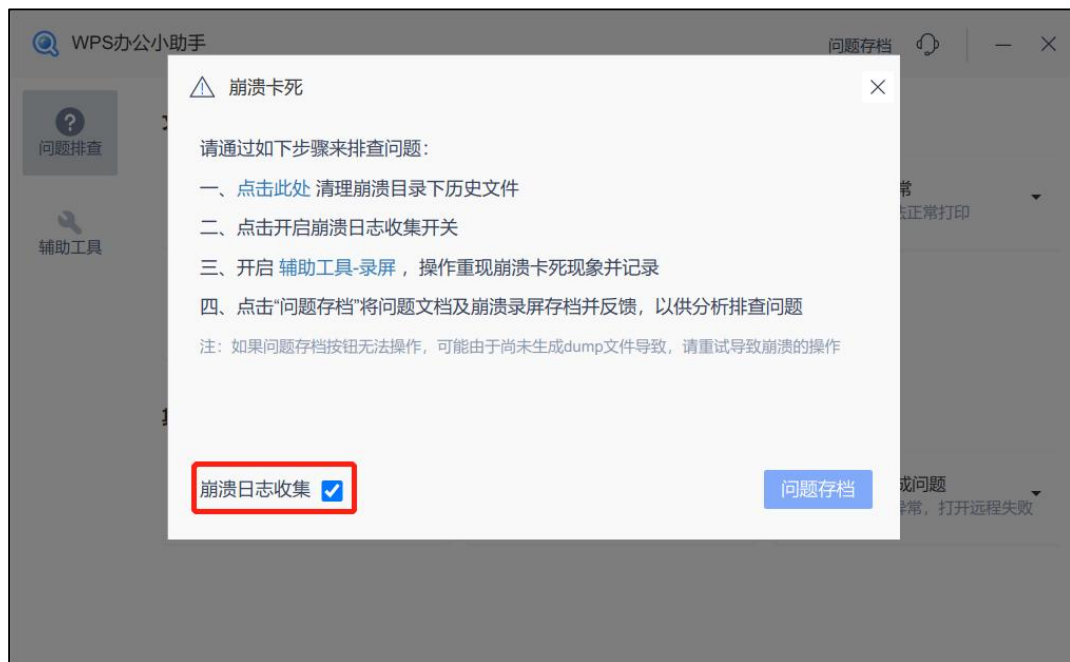 WPS办公小助手
问题存档
崩溃卡死
问题排查
辅助工具
请通过如下步骤来排查问题：
一、点击此处 清理崩溃目录下历史文件
二、点击开启崩溃日志收集开关
三、开启 辅助工具-录屏 ，操作重现崩溃卡死现象并记录
四、点击“问题存档”将问题文档及崩溃录屏存档并反馈，以供分析排查问题
注：如果问题存档按钮无法操作，可能由于尚未生成dump文件导致，请重试导致崩溃的操作
常
正常打印
崩溃日志收集
问题存档
问题
常，打开远程失败